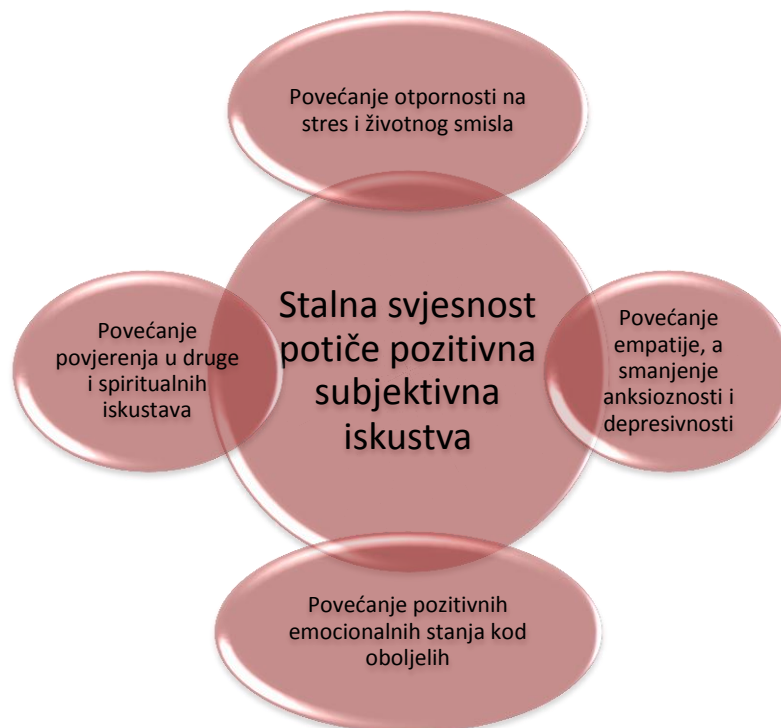 Povećanje otpornosti na
stres i životnog smisla
Stalna svjesnost
potiče pozitivna
subjektivna
iskustva
Povećanje
povjerenja u druge
i spiritualnih
iskustava
Povećanje
empatije, a
smanjenje
anksioznosti i
depresivnosti
Povećanje pozitivnih
emocionalnih stanja kod
oboljelih